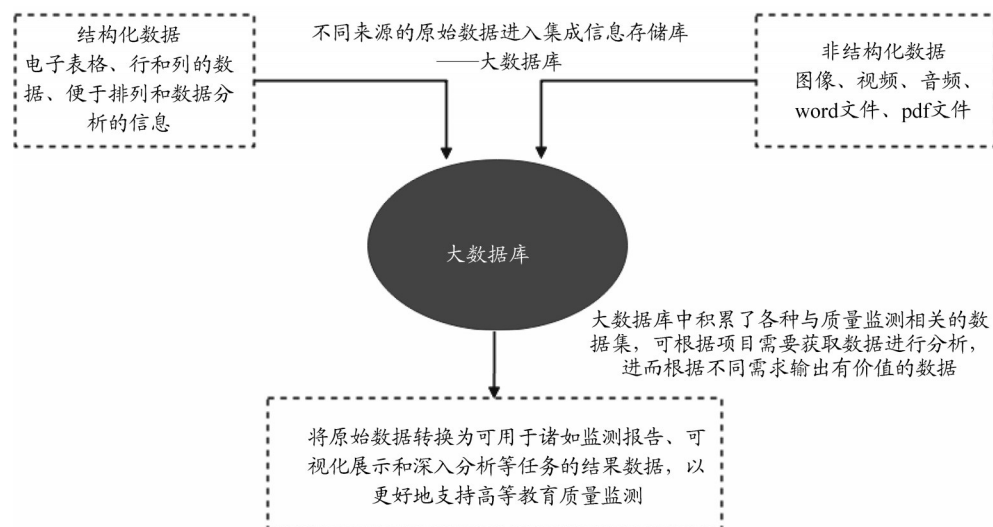 结构化数据
电子表格、行和列的数
据、便于排列和数据分
析的信息
不同来源的原始数据进入集成信息存储库
——大数据库
非结构化数据
图像、视频、音频、
word文件、pdf文件
大数据库
大数据库中积累了各种与质量监测相关的数
据集，可根据项目需要获取数据进行分析，
进而根据不同需求输出有价值的数据
将原始数据转换为可用于诸如监测报告、可
视化展示和深入分析等任务的结果数据，以
更好地支持高等教育质量监测